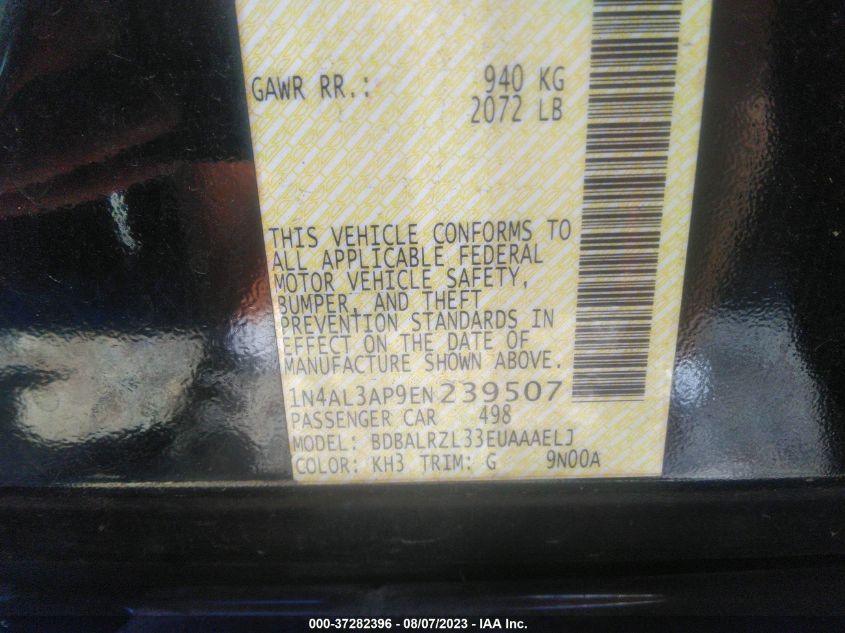 GAWR RR.: 940 KG
2072 LB
THIS VEHICLE CONFORMS TO
ALL APPLICABLE FEDERAL
MOTOR VEHICLE SAFETY,
BUMPER, AND THEFT
PREVENTION STANDARDS IN
EFFECT ON THE DATE OF
MANUFACTURE SHOWN ABOVE.
1N4AL3AP9EN239507
PASSENGER CAR 498
MODEL: BDBALRZL33EUAAAELJ
COLOR: KH3 TRIM: G 9N00A
000-37282396 - 08/07/2023 - IAA Inc.